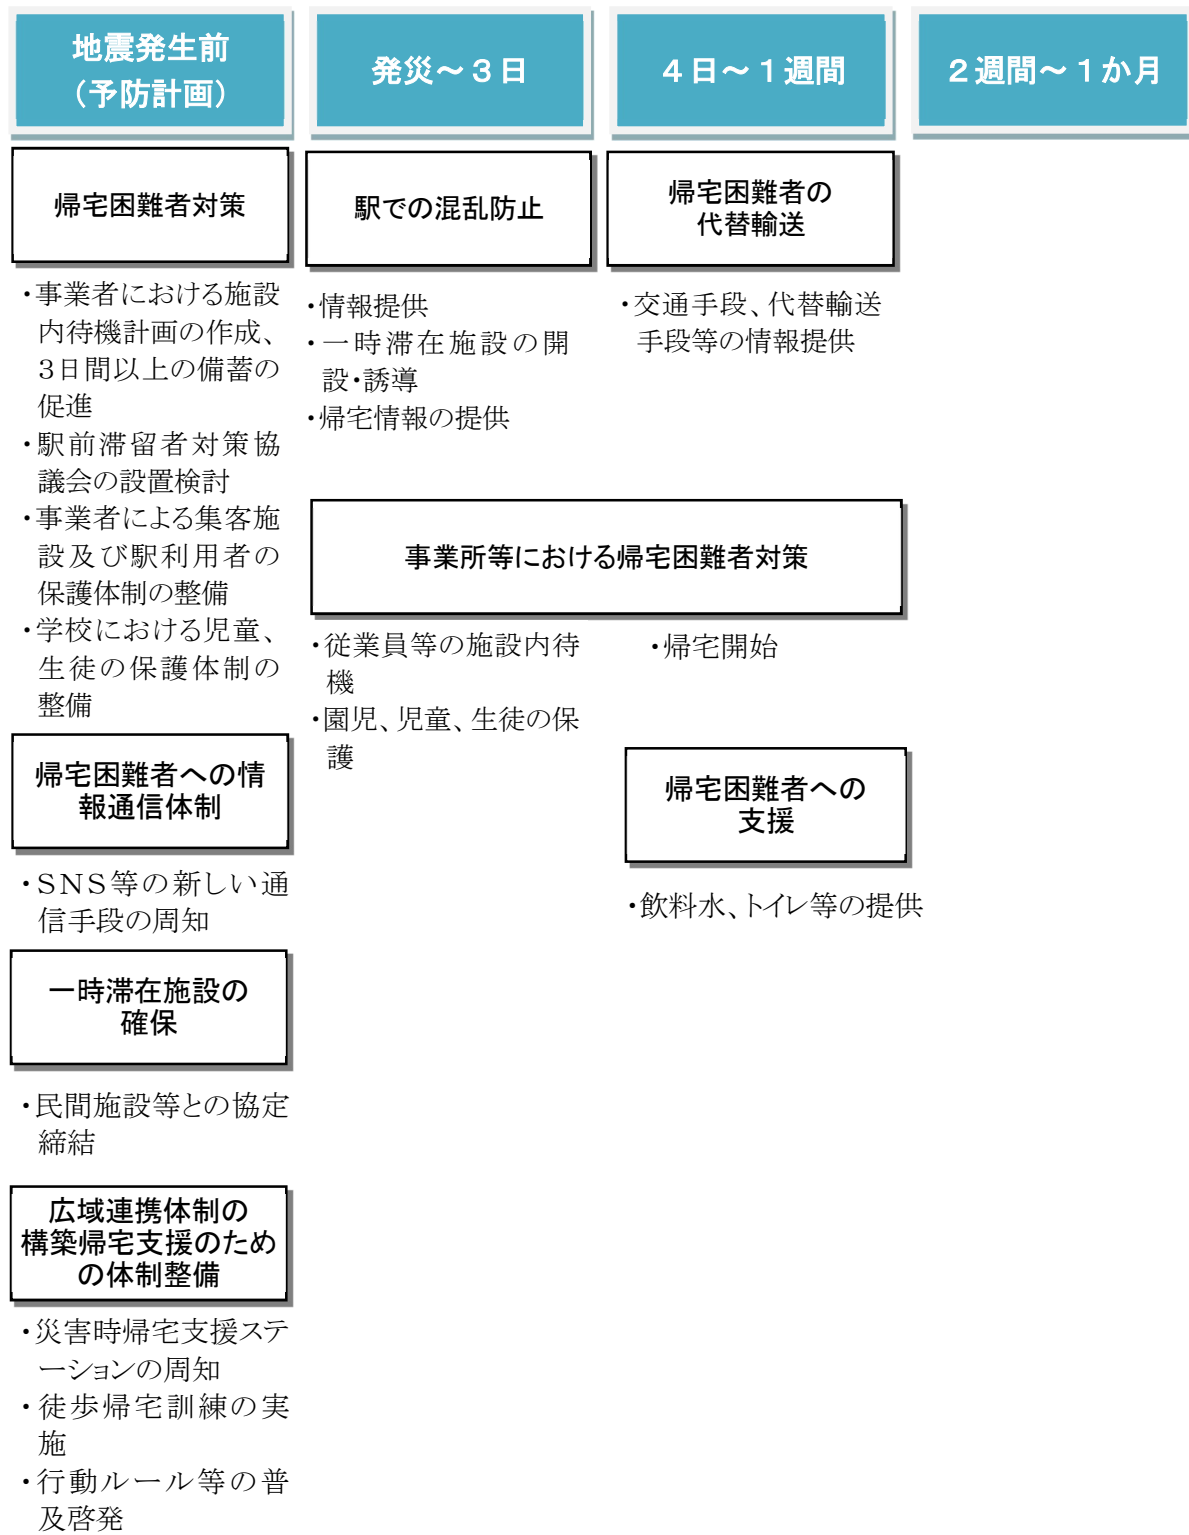 地震発生前
（予防計画）
発災～３日
４日～１週間
２週間～１か月
帰宅困難者対策
・事業者における施設
内待機計画の作成、
３日間以上の備蓄の
促進
・駅前滞留者対策協
議会の設置検討
・事業者による集客施
設及び駅利用者の
保護体制の整備
・学校における児童、
生徒の保護体制の
整備
帰宅困難者への情
報通信体制
・SNS等の新しい通
信手段の周知
一時滞在施設の
確保
・民間施設等との協定
締結
広域連携体制の
構築帰宅支援のため
の体制整備
・災害時帰宅支援ステ
ーションの周知
・徒歩帰宅訓練の実
施
・行動ルール等の普
及啓発
駅での混乱防止
・情報提供
・一時滞在施設の開
設・誘導
・帰宅情報の提供
帰宅困難者の
代替輸送
・交通手段、代替輸送
手段等の情報提供
事業所等における帰宅困難者対策
・従業員等の施設内待
機
・園児、児童、生徒の保
護
・帰宅開始
帰宅困難者への
支援
・飲料水、トイレ等の提供